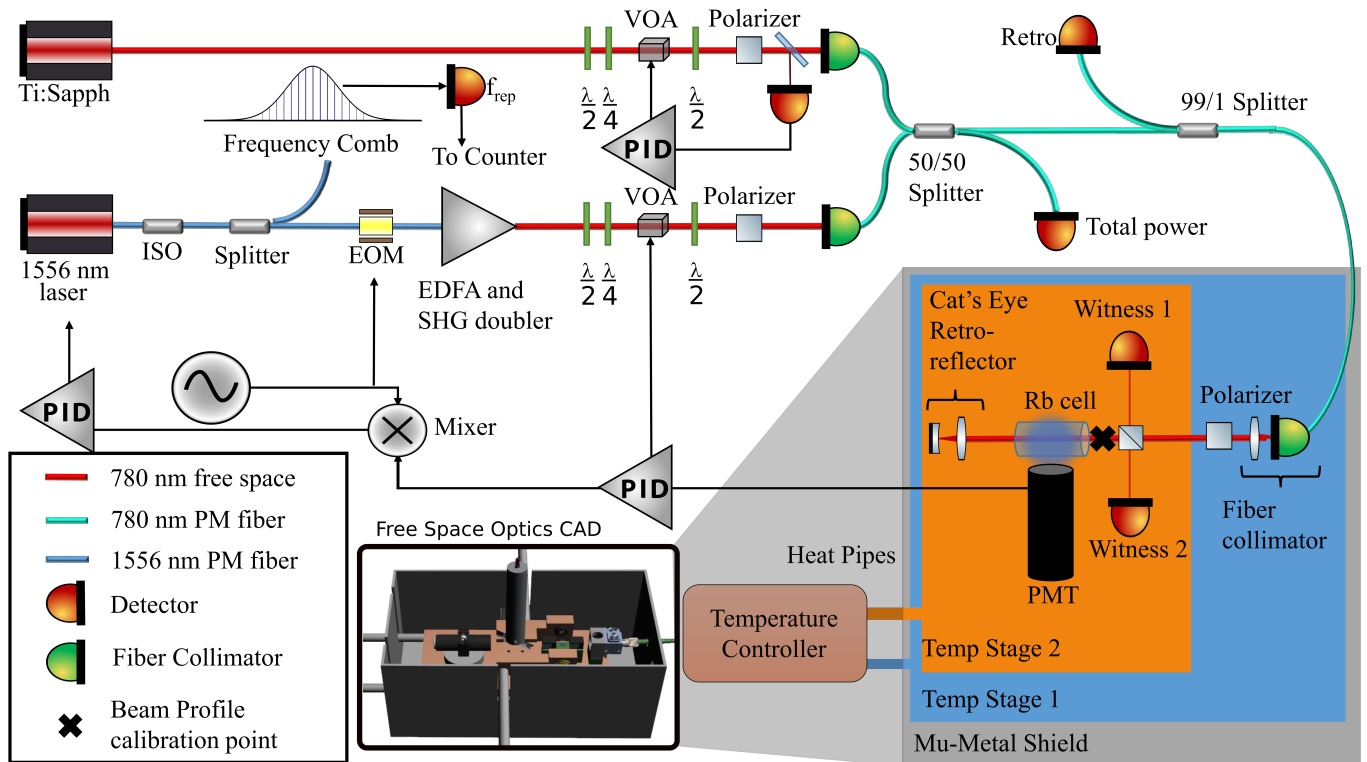 Ti:Sapph
VOA
Polarizer
Retro
99/1 Splitter
f_rep
λ/2
λ/4
λ/2
Frequency Comb
To Counter
PID
50/50
Splitter
VOA
Polarizer
Total power
1556 nm
laser
ISO
Splitter
EOM
EDFA and
SHG doubler
λ/2
λ/4
λ/2
Cat's Eye
Retro-
reflector
Witness 1
Rb cell
Polarizer
PID
Mixer
PID
Witness 2
Fiber
collimator
PMT
780 nm free space
780 nm PM fiber
1556 nm PM fiber
Detector
Fiber Collimator
Beam Profile
calibration point
Free Space Optics CAD
Heat Pipes
Temperature
Controller
Temp Stage 2
Temp Stage 1
Mu-Metal Shield